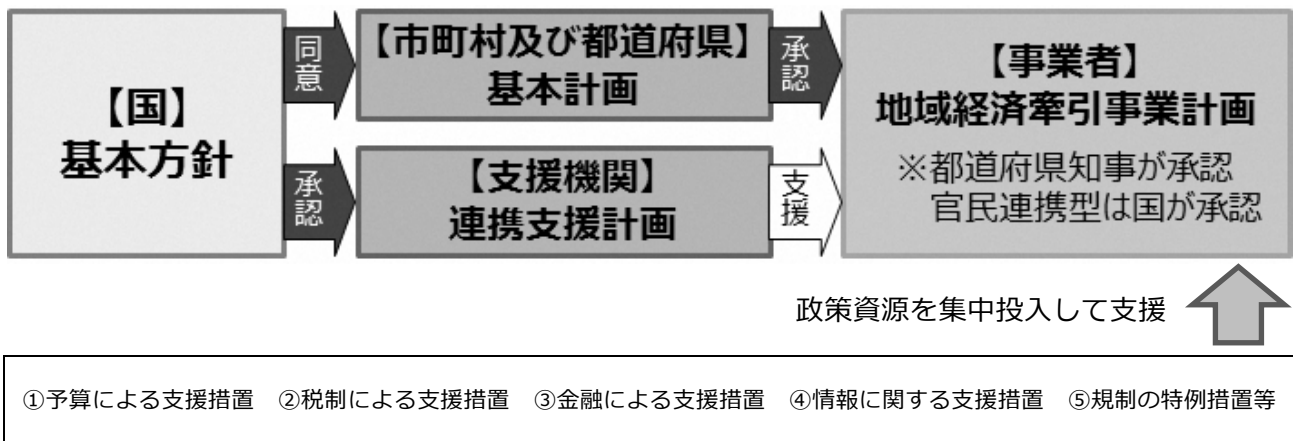 【国】
基本方針
同意
【市町村及び都道府県】
基本計画
承認
【事業者】
地域経済牽引事業計画
※都道府県知事が承認
官民連携型は国が承認
承認
【支援機関】
連携支援計画
支援
政策資源を集中投入して支援
①予算による支援措置 ②税制による支援措置 ③金融による支援措置 ④情報に関する支援措置 ⑤規制の特例措置等